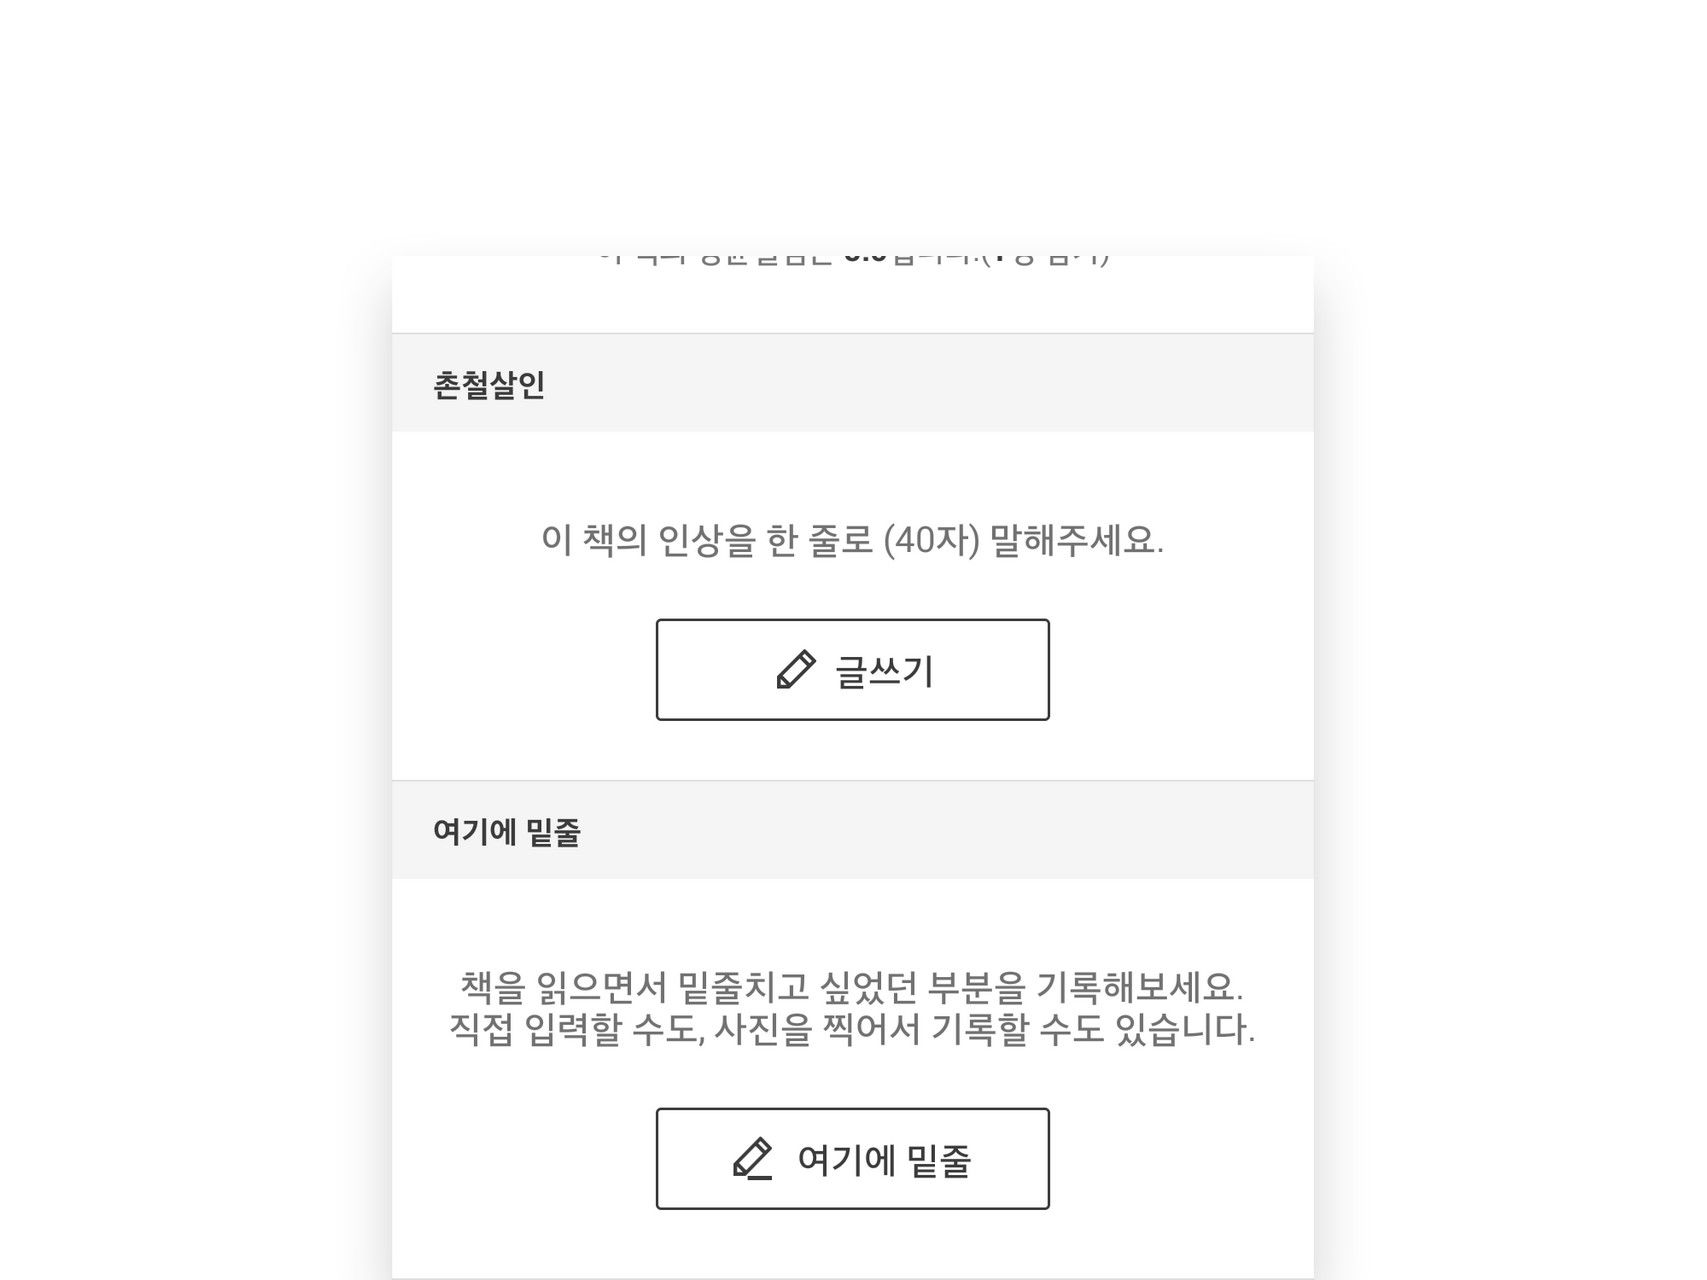 촌철살인
이 책의 인상을 한 줄로 (40자) 말해주세요.
글쓰기
여기에 밑줄
책을 읽으면서 밑줄치고 싶었던 부분을 기록해보세요.
직접 입력할 수도, 사진을 찍어서 기록할 수도 있습니다.
여기에 밑줄